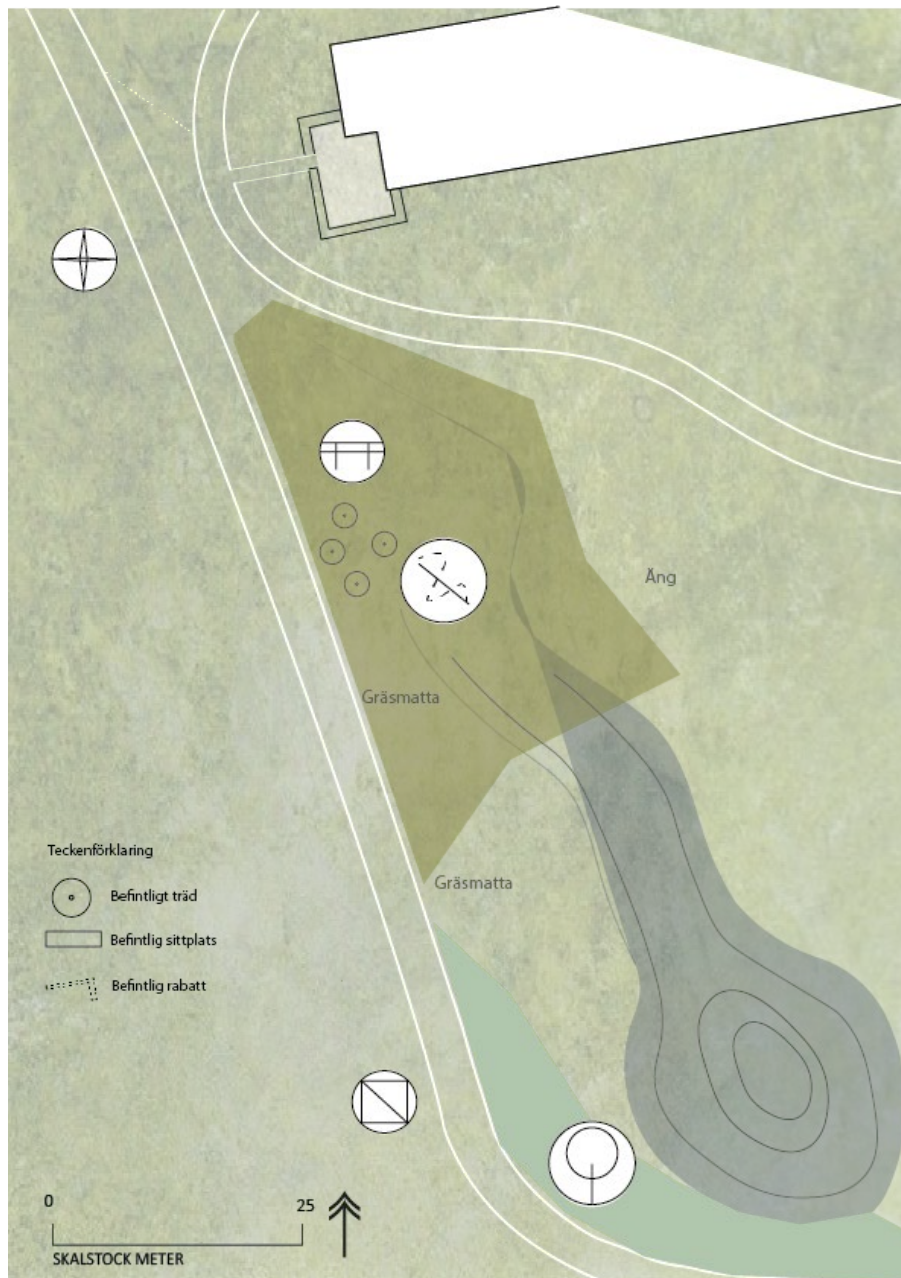 Äng
Gräsmatta
Gräsmatta
Teckenförklaring
Befintligt träd
Befintlig sittplats
Befintlig rabatt
0 25
SKALSTOCK METER